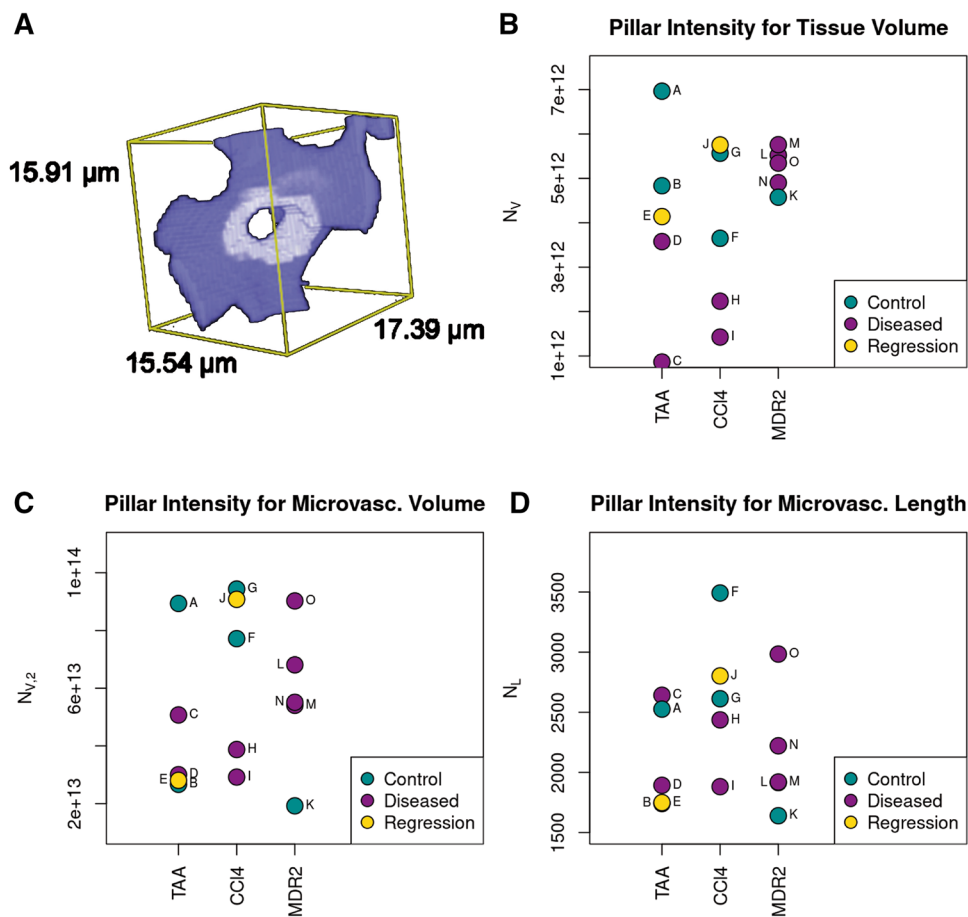 A
15.91 µm
15.54 µm
17.39 µm
B
Pillar Intensity for Tissue Volume
N_V
7e+12
5e+12
3e+12
1e+12
A
B
E
D
C
J
G
F
H
I
M
L
O
N
K
TAA
CCl4
MDR2
Control
Diseased
Regression
C
Pillar Intensity for Microvasc. Volume
N_V,2
1e+14
6e+13
2e+13
A
C
D
E
B
G
J
F
H
I
O
L
N
M
K
TAA
CCl4
MDR2
Control
Diseased
Regression
D
Pillar Intensity for Microvasc. Length
N_L
3500
3000
2500
2000
1500
C
A
D
B
E
F
J
G
H
I
O
N
L
M
K
TAA
CCl4
MDR2
Control
Diseased
Regression